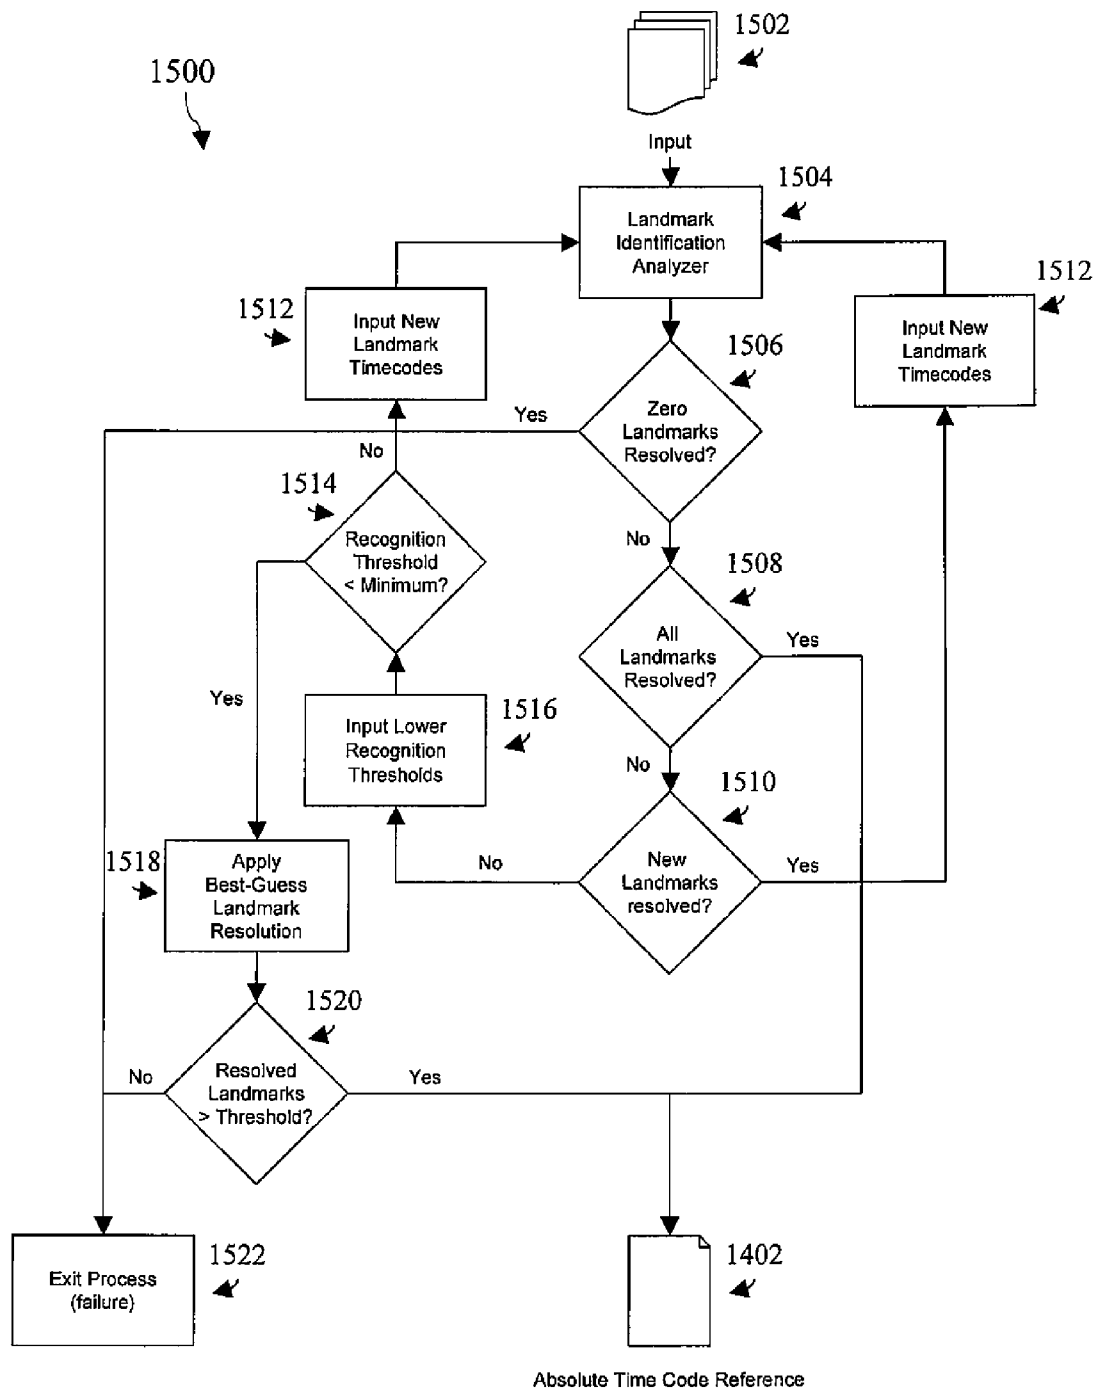 1502
1500
Input
1504
Landmark
Identification
Analyzer
1512
Input New
Landmark
Timecodes
1512
Input New
Landmark
Timecodes
1506
Zero
Landmarks
Resolved?
Yes
No
No
1514
Recognition
Threshold
< Minimum?
1508
All
Landmarks
Resolved?
Yes
Yes
1516
Input Lower
Recognition
Thresholds
No
1510
New
Landmarks
resolved?
No
Yes
1518
Apply
Best-Guess
Landmark
Resolution
1520
Resolved
Landmarks
> Threshold?
No
Yes
1522
Exit Process
(failure)
1402
Absolute Time Code Reference